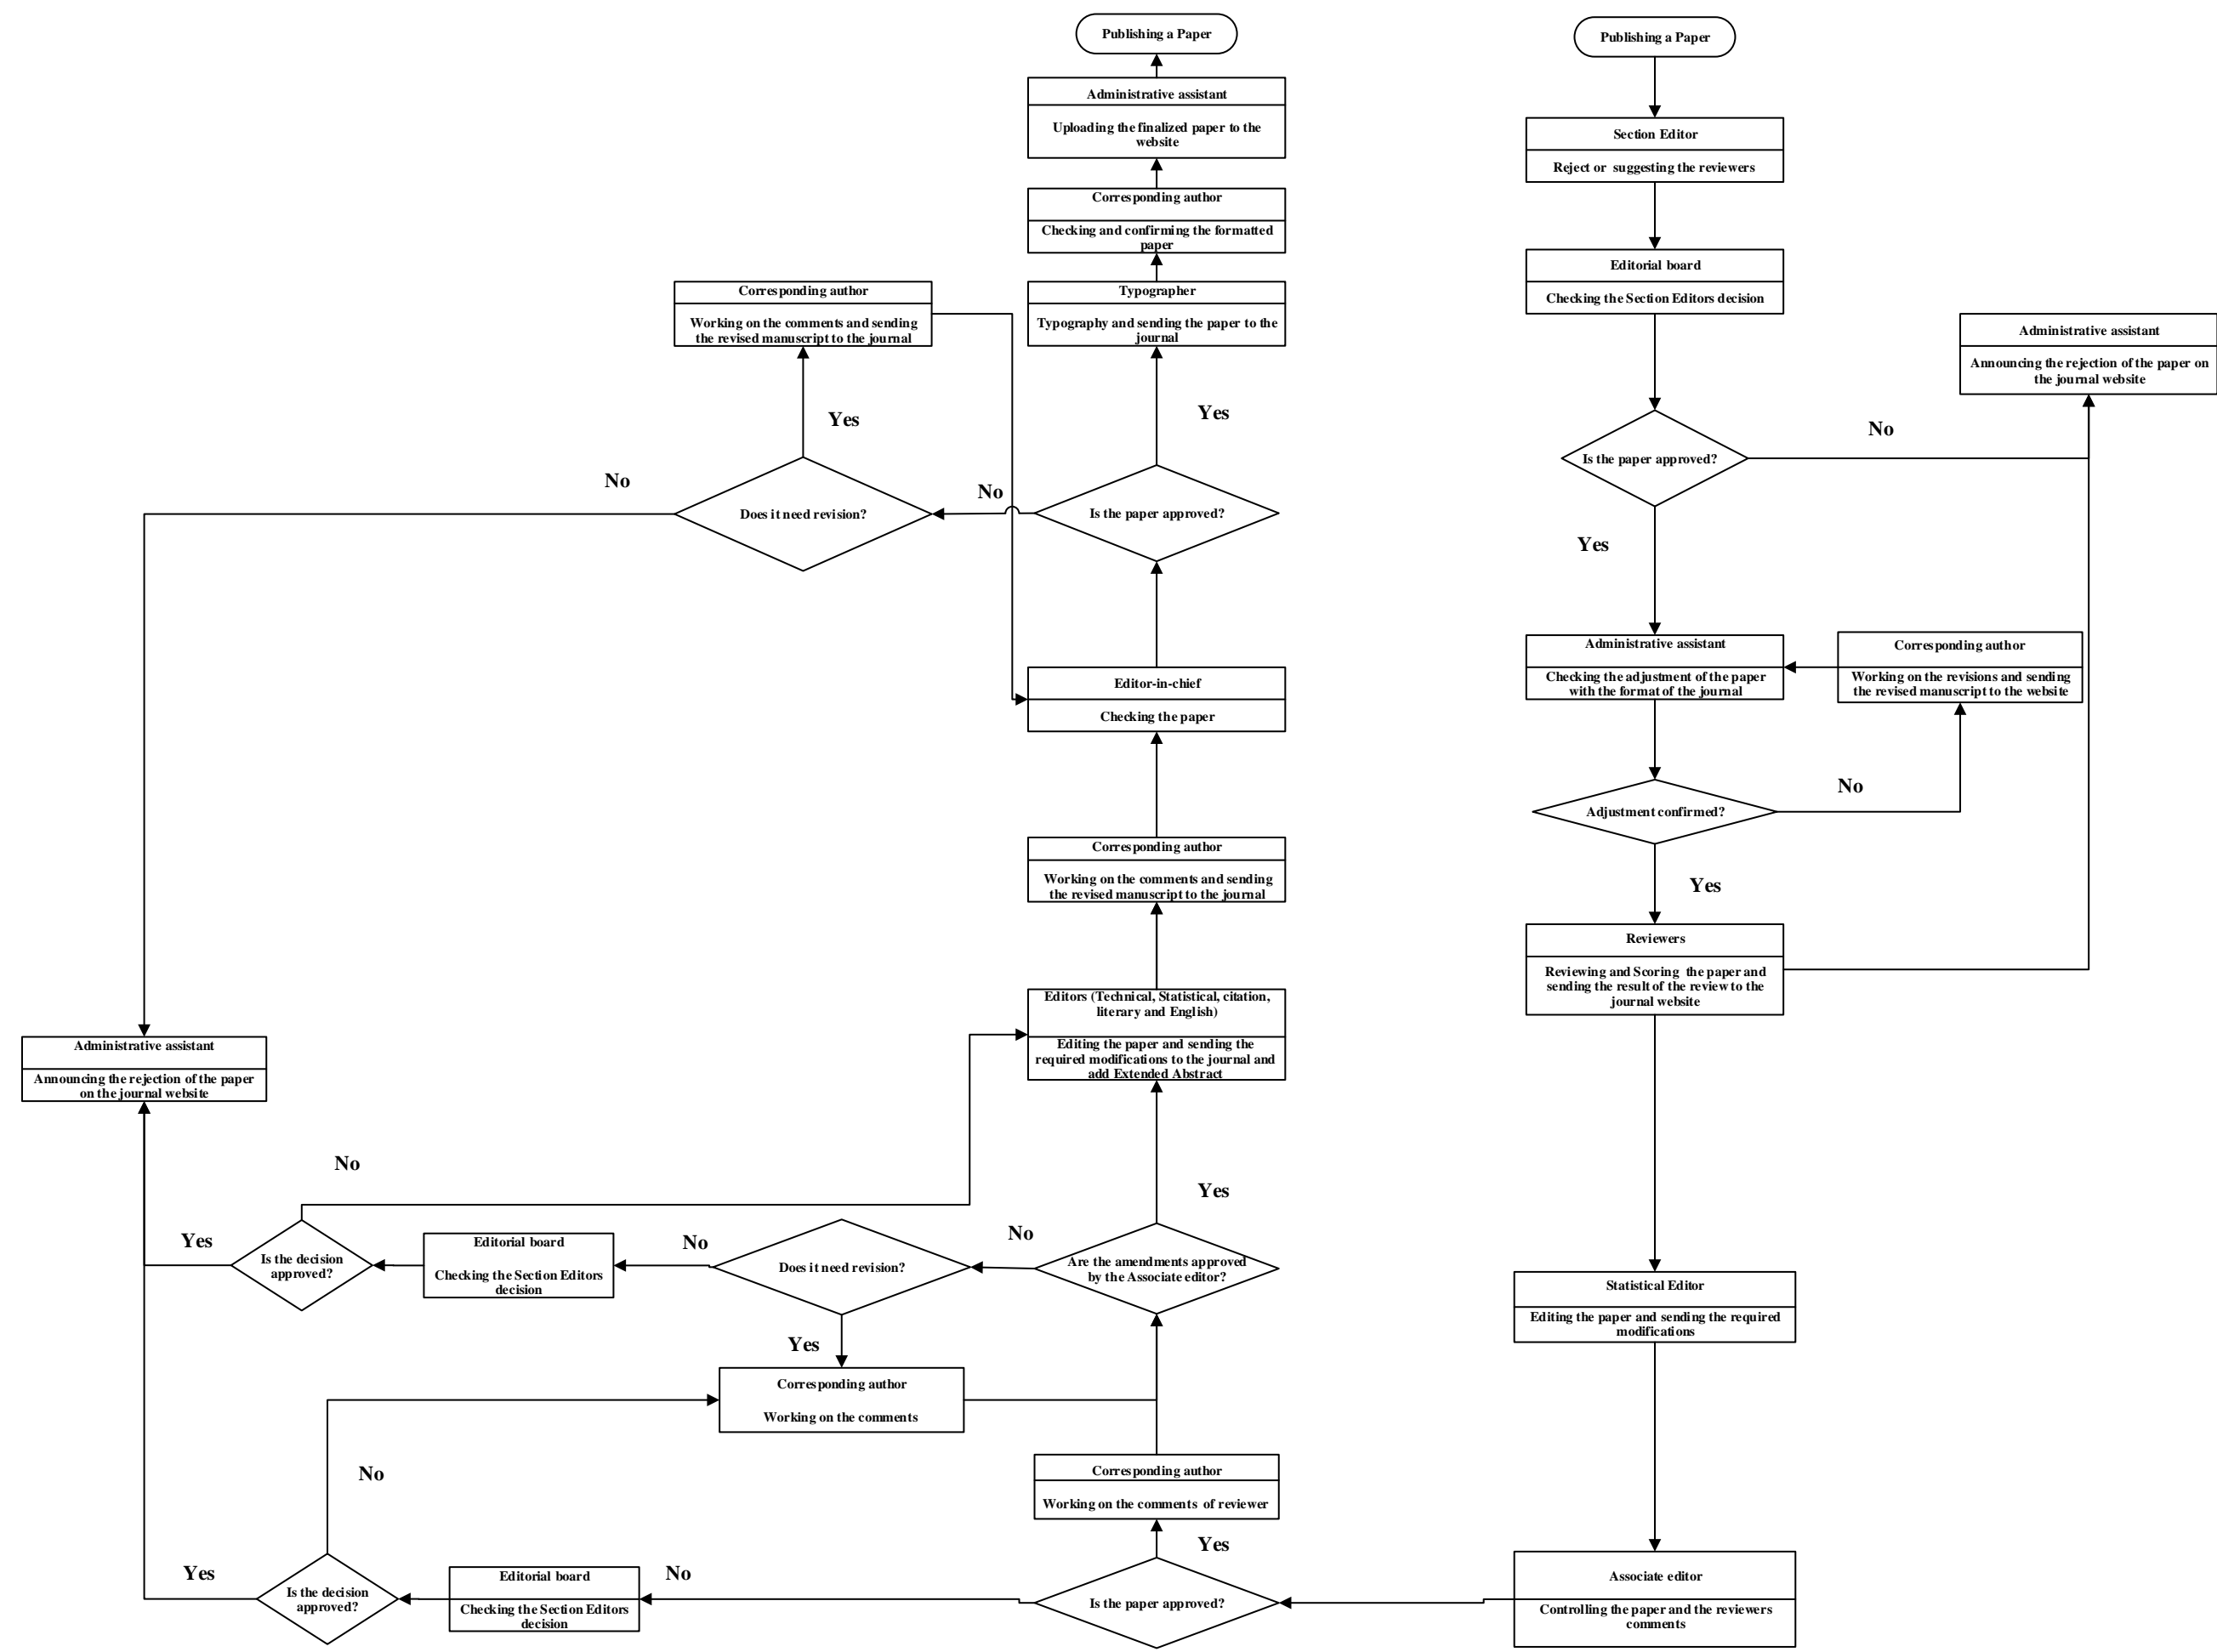 Publishing a Paper
Section Editor
Reject or suggesting the reviewers
Editorial board
Checking the Section Editors decision
Is the paper approved?
No
Administrative assistant
Announcing the rejection of the paper on
the journal website
Yes
Administrative assistant
Checking the adjustment of the paper
with the format of the journal
Corresponding author
Working on the revisions and sending
the revised manuscript to the website
Adjustment confirmed?
No
Yes
Reviewers
Reviewing and Scoring the paper and
sending the result of the review to the
journal website
Statistical Editor
Editing the paper and sending the required
modifications
Associate editor
Controlling the paper and the reviewers
comments
Is the paper approved?
No
Editorial board
Checking the Section Editors
decision
Is the decision
approved?
Yes
No
Yes
Corresponding author
Working on the comments of reviewer
Corresponding author
Working on the comments
Yes
Are the amendments approved
by the Associate editor?
No
Does it need revision?
No
Editorial board
Checking the Section Editors
decision
Is the decision
approved?
Yes
No
Administrative assistant
Announcing the rejection of the paper
on the journal website
Yes
Editors (Technical, Statistical, citation,
literary and English)
Editing the paper and sending the
required modifications to the journal and
add Extended Abstract
Corresponding author
Working on the comments and sending
the revised manuscript to the journal
Editor-in-chief
Checking the paper
Is the paper approved?
No
Does it need revision?
No
Yes
Corresponding author
Working on the comments and sending
the revised manuscript to the journal
Yes
Typographer
Typography and sending the paper to the
journal
Corresponding author
Checking and confirming the formatted
paper
Administrative assistant
Uploading the finalized paper to the
website
Publishing a Paper